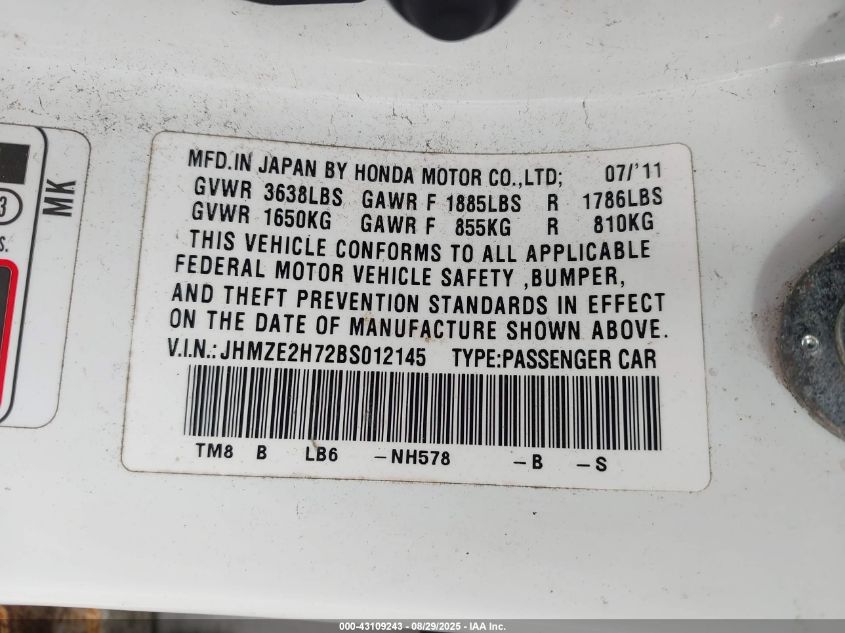 MFD.IN JAPAN BY HONDA MOTOR CO.,LTD; 07/'11
GVWR 3638LBS GAWR F 1885LBS R 1786LBS
GVWR 1650KG GAWR F 855KG R 810KG
THIS VEHICLE CONFORMS TO ALL APPLICABLE
FEDERAL MOTOR VEHICLE SAFETY ,BUMPER,
AND THEFT PREVENTION STANDARDS IN EFFECT
ON THE DATE OF MANUFACTURE SHOWN ABOVE.
V.I.N.:JHMZE2H72BS012145 TYPE:PASSENGER CAR
TM8 B LB6 -NH578 -B -S
3
MK
s.
000-43109243 - 08/29/2025 - IAA Inc.